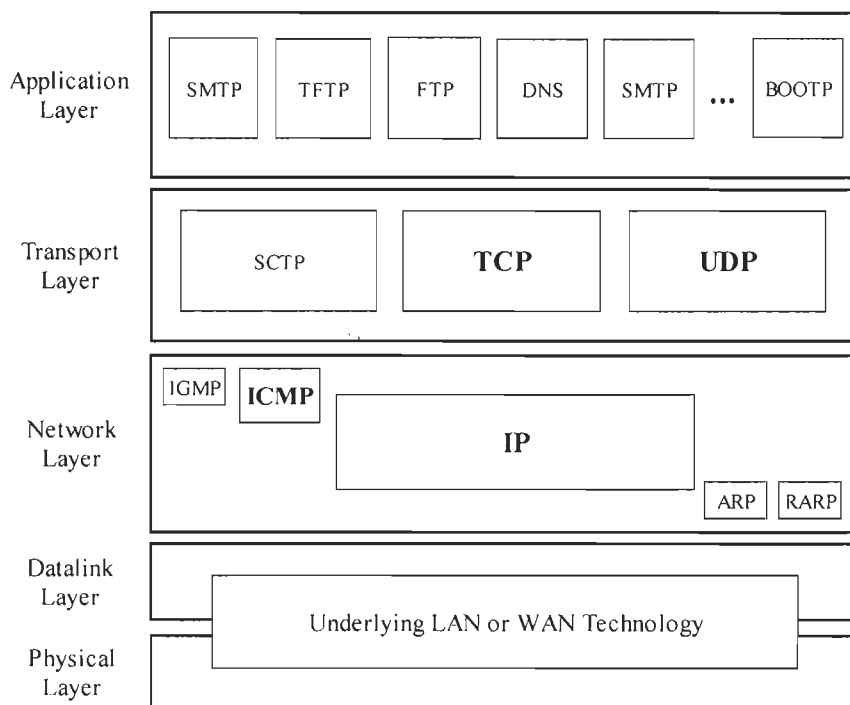 Application
Layer
SMTP
TFTP
FTP
DNS
SMTP
...
BOOTP
Transport
Layer
SCTP
TCP
UDP
Network
Layer
IGMP
ICMP
IP
ARP
RARP
Datalink
Layer
Underlying LAN or WAN Technology
Physical
Layer